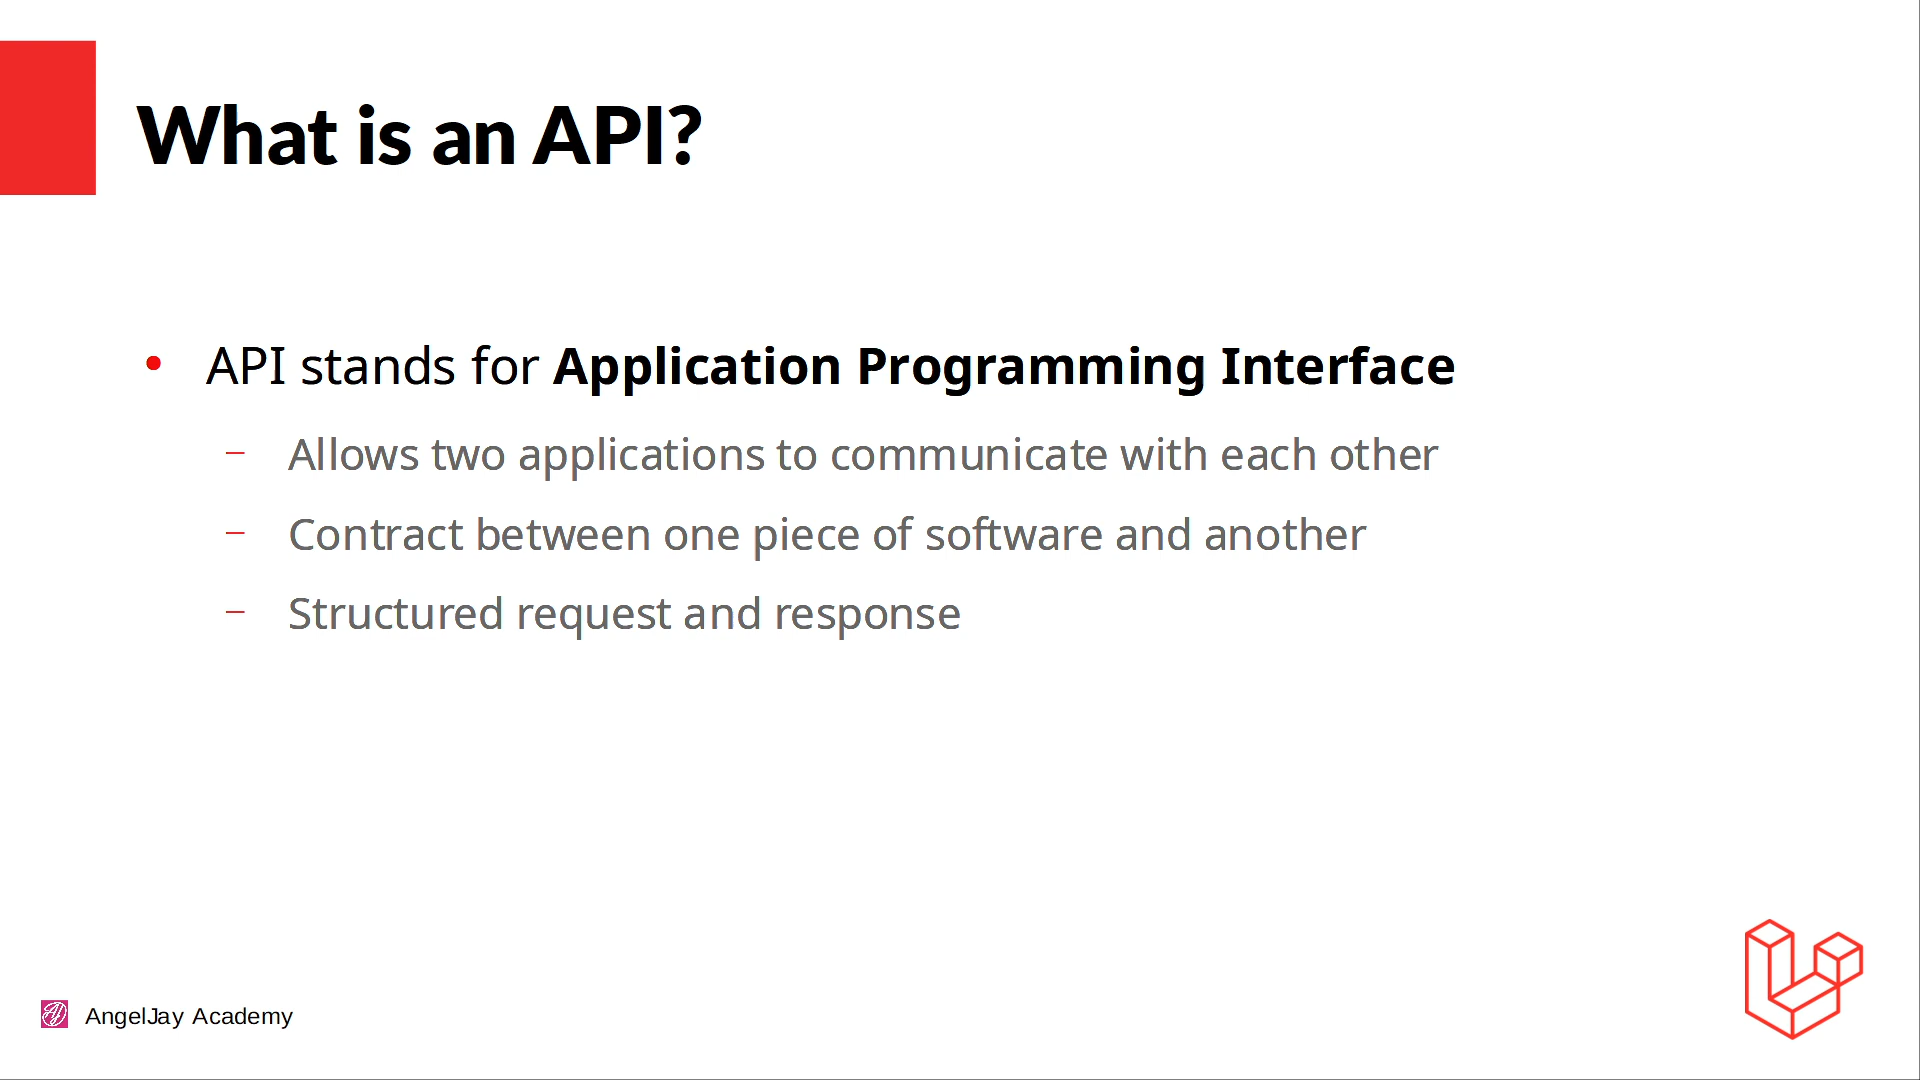 What is an API?
• API stands for Application Programming Interface
– Allows two applications to communicate with each other
– Contract between one piece of software and another
– Structured request and response
AJ AngelJay Academy